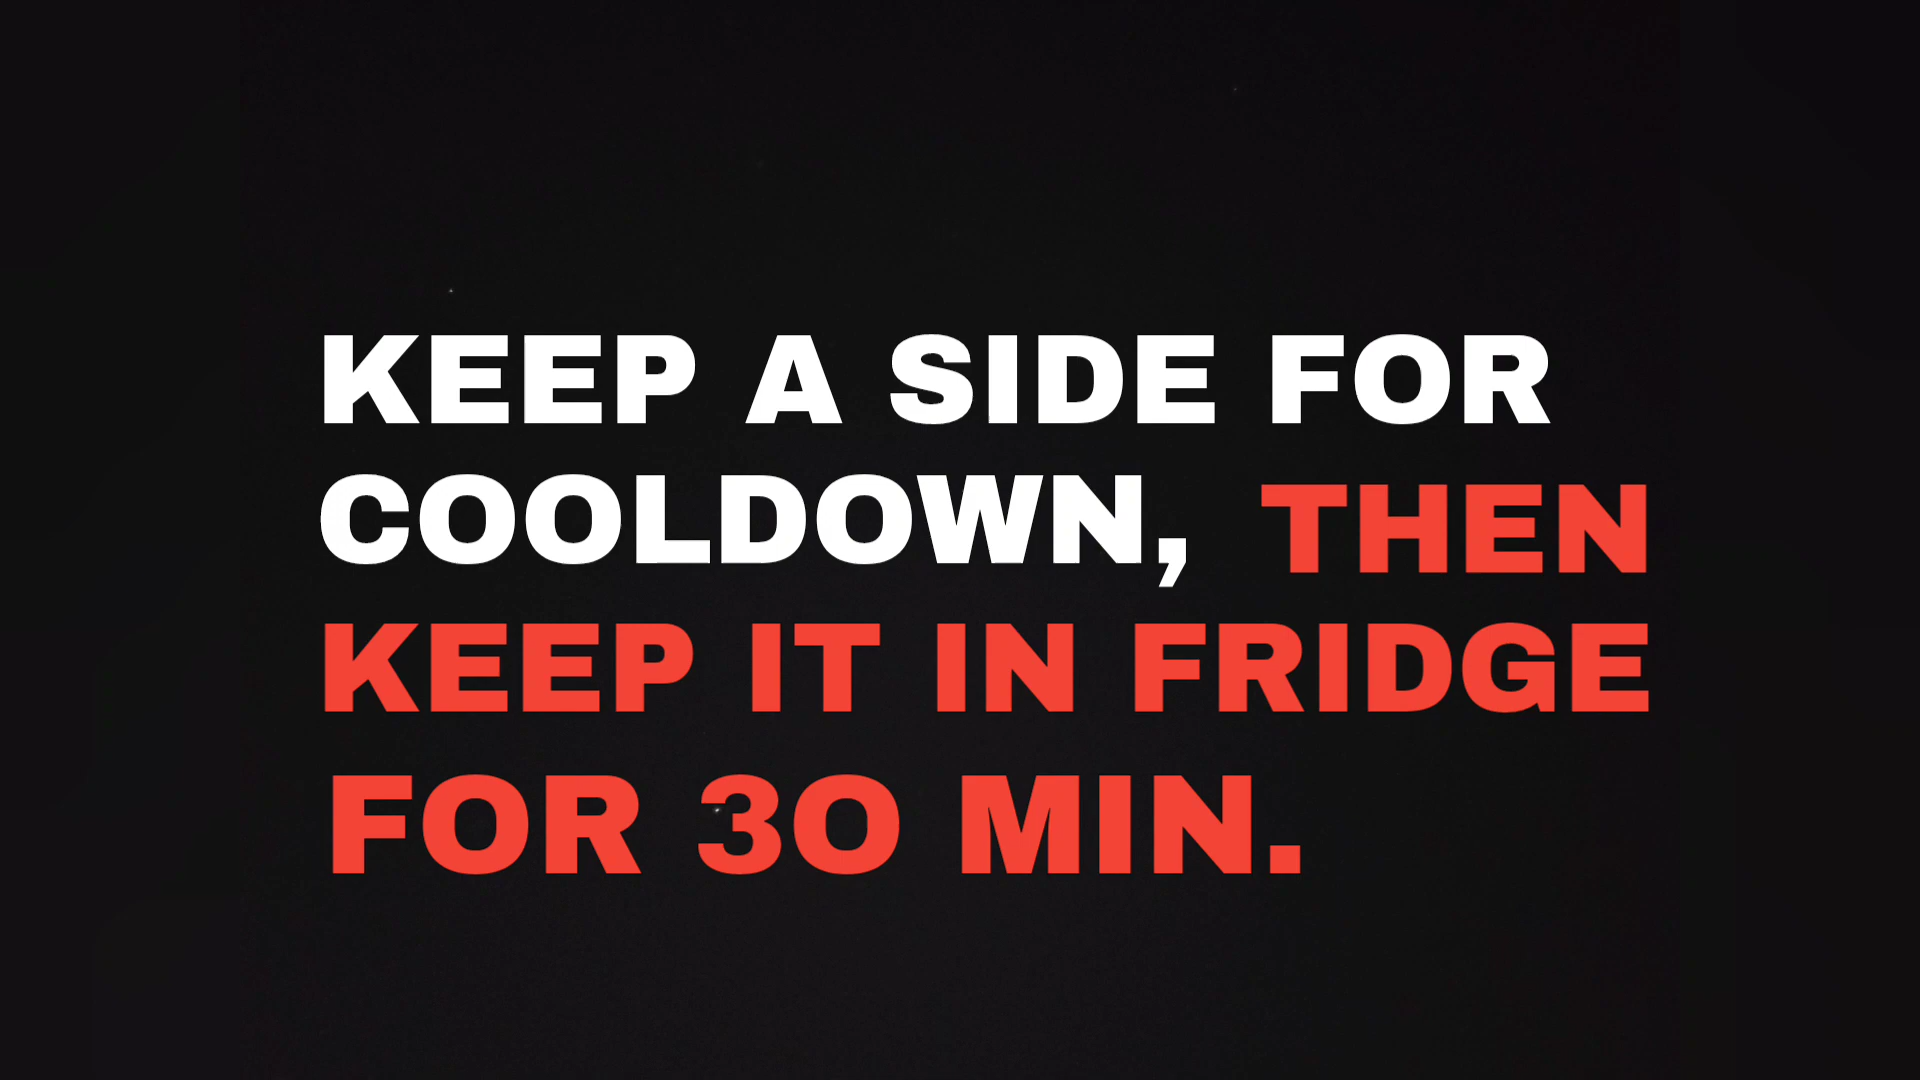 KEEP A SIDE FOR
COOLDOWN, THEN
KEEP IT IN FRIDGE
FOR 30 MIN.